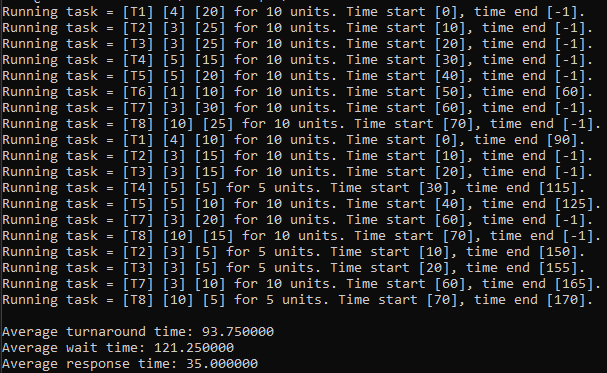 Running task = [T1] [4] [20] for 10 units. Time start [0], time end [-1].
Running task = [T2] [3] [25] for 10 units. Time start [10], time end [-1].
Running task = [T3] [3] [25] for 10 units. Time start [20], time end [-1].
Running task = [T4] [5] [15] for 10 units. Time start [30], time end [-1].
Running task = [T5] [5] [20] for 10 units. Time start [40], time end [-1].
Running task = [T6] [1] [10] for 10 units. Time start [50], time end [60].
Running task = [T7] [3] [30] for 10 units. Time start [60], time end [-1].
Running task = [T8] [10] [25] for 10 units. Time start [70], time end [-1].
Running task = [T1] [4] [10] for 10 units. Time start [0], time end [90].
Running task = [T2] [3] [15] for 10 units. Time start [10], time end [-1].
Running task = [T3] [3] [15] for 10 units. Time start [20], time end [-1].
Running task = [T4] [5] [5] for 5 units. Time start [30], time end [115].
Running task = [T5] [5] [10] for 10 units. Time start [40], time end [125].
Running task = [T7] [3] [20] for 10 units. Time start [60], time end [-1].
Running task = [T8] [10] [15] for 10 units. Time start [70], time end [-1].
Running task = [T2] [3] [5] for 5 units. Time start [10], time end [150].
Running task = [T3] [3] [5] for 5 units. Time start [20], time end [155].
Running task = [T7] [3] [10] for 10 units. Time start [60], time end [165].
Running task = [T8] [10] [5] for 5 units. Time start [70], time end [170].
Average turnaround time: 93.750000
Average wait time: 121.250000
Average response time: 35.000000